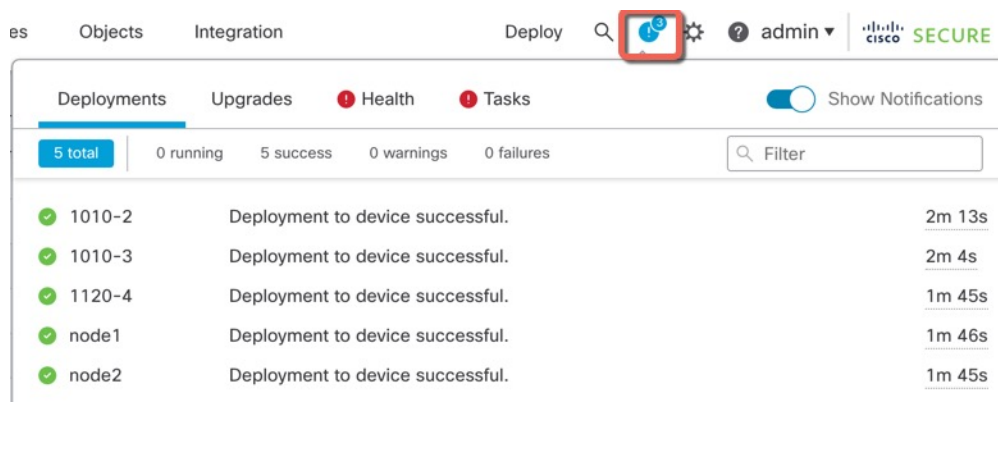 es Objects Integration Deploy 3 admin cisco SECURE
Deployments Upgrades Health Tasks Show Notifications
5 total 0 running 5 success 0 warnings 0 failures Filter
1010-2 Deployment to device successful. 2m 13s
1010-3 Deployment to device successful. 2m 4s
1120-4 Deployment to device successful. 1m 45s
node1 Deployment to device successful. 1m 46s
node2 Deployment to device successful. 1m 45s